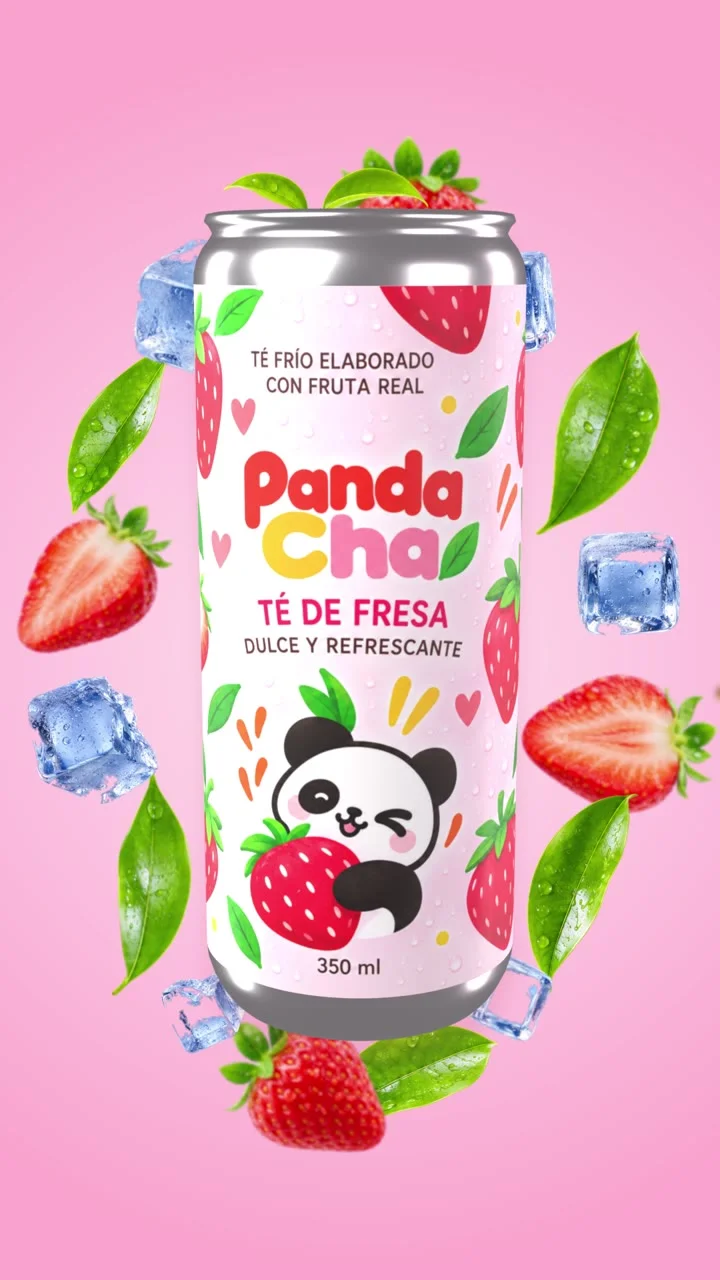 TÉ FRÍO ELABORADO
CON FRUTA REAL
Panda
Cha
TÉ DE FRESA
DULCE Y REFRESCANTE
350 ml